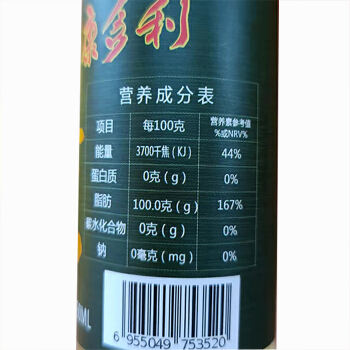 康舍利
营养成分表
项目 每100克 营养素参考值%或NRV%
能量 3700千焦（KJ） 44%
蛋白质 0克（g） 0%
脂肪 100.0克（g） 167%
碳水化合物 0克（g） 0%
钠 0毫克（mg） 0%
ML
6 955049 753520